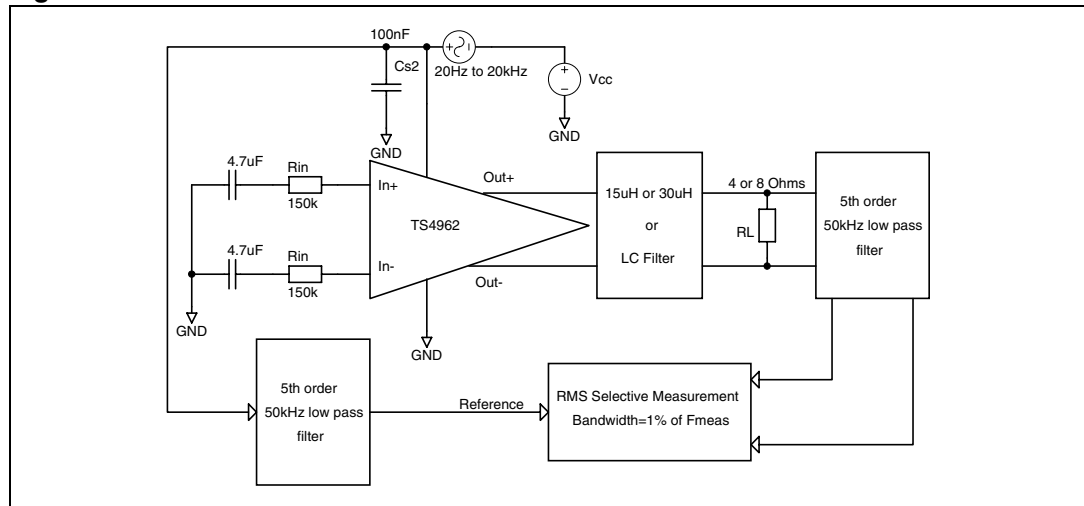 100nF
Cs2
20Hz to 20kHz
Vcc
GND
GND
4.7uF
Rin
150k
In+
Out+
TS4962
4.7uF
Rin
150k
In-
Out-
GND
GND
15uH or 30uH
or
LC Filter
4 or 8 Ohms
RL
5th order
50kHz low pass
filter
5th order
50kHz low pass
filter
Reference
RMS Selective Measurement
Bandwidth=1% of Fmeas